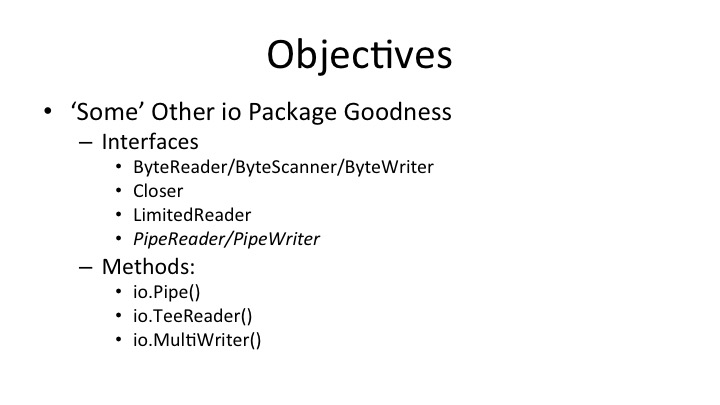 Objectives
• ‘Some’ Other io Package Goodness
– Interfaces
• ByteReader/ByteScanner/ByteWriter
• Closer
• LimitedReader
• PipeReader/PipeWriter
– Methods:
• io.Pipe()
• io.TeeReader()
• io.MultiWriter()